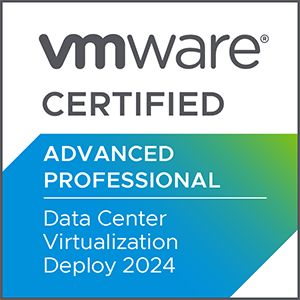 vmware®
CERTIFIED
ADVANCED
PROFESSIONAL
Data Center
Virtualization
Deploy 2024